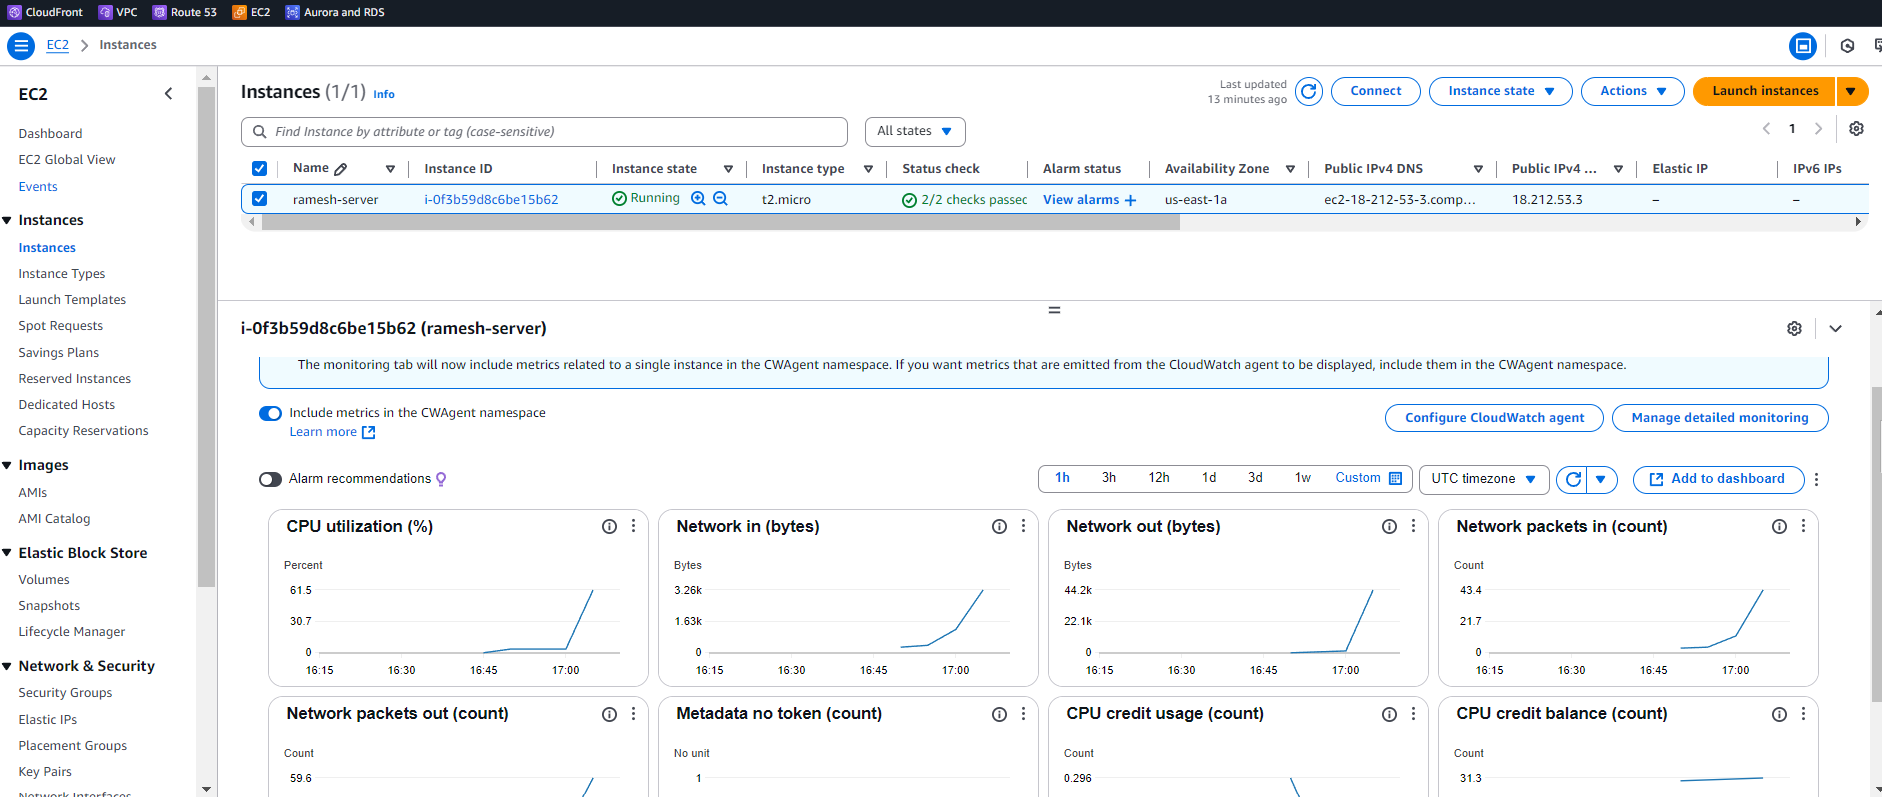 CloudFront VPC Route 53 EC2 Aurora and RDS
EC2 Instances
EC2
Dashboard
EC2 Global View
Events
Instances
Instances
Instance Types
Launch Templates
Spot Requests
Savings Plans
Reserved Instances
Dedicated Hosts
Capacity Reservations
Images
AMIs
AMI Catalog
Elastic Block Store
Volumes
Snapshots
Lifecycle Manager
Network & Security
Security Groups
Elastic IPs
Placement Groups
Key Pairs
Network Interfaces
Instances (1/1) Info
Last updated
13 minutes ago
Connect Instance state Actions Launch instances
Find Instance by attribute or tag (case-sensitive) All states 1
Name Instance ID Instance state Instance type Status check Alarm status Availability Zone Public IPv4 DNS Public IPv4 ... Elastic IP IPv6 IPs
ramesh-server i-0f3b59d8c6be15b62 Running t2.micro 2/2 checks passec View alarms + us-east-1a ec2-18-212-53-3.comp... 18.212.53.3 – –
i-0f3b59d8c6be15b62 (ramesh-server)
The monitoring tab will now include metrics related to a single instance in the CWAgent namespace. If you want metrics that are emitted from the CloudWatch agent to be displayed, include them in the CWAgent namespace.
Include metrics in the CWAgent namespace
Learn more
Configure CloudWatch agent Manage detailed monitoring
Alarm recommendations
1h 3h 12h 1d 3d 1w Custom UTC timezone Add to dashboard
CPU utilization (%)
Percent
61.5
30.7
0
16:15 16:30 16:45 17:00
Network in (bytes)
Bytes
3.26k
1.63k
0
16:15 16:30 16:45 17:00
Network out (bytes)
Bytes
44.2k
22.1k
0
16:15 16:30 16:45 17:00
Network packets in (count)
Count
43.4
21.7
0
16:15 16:30 16:45 17:00
Network packets out (count)
Count
59.6
Metadata no token (count)
No unit
1
CPU credit usage (count)
Count
0.296
CPU credit balance (count)
Count
31.3